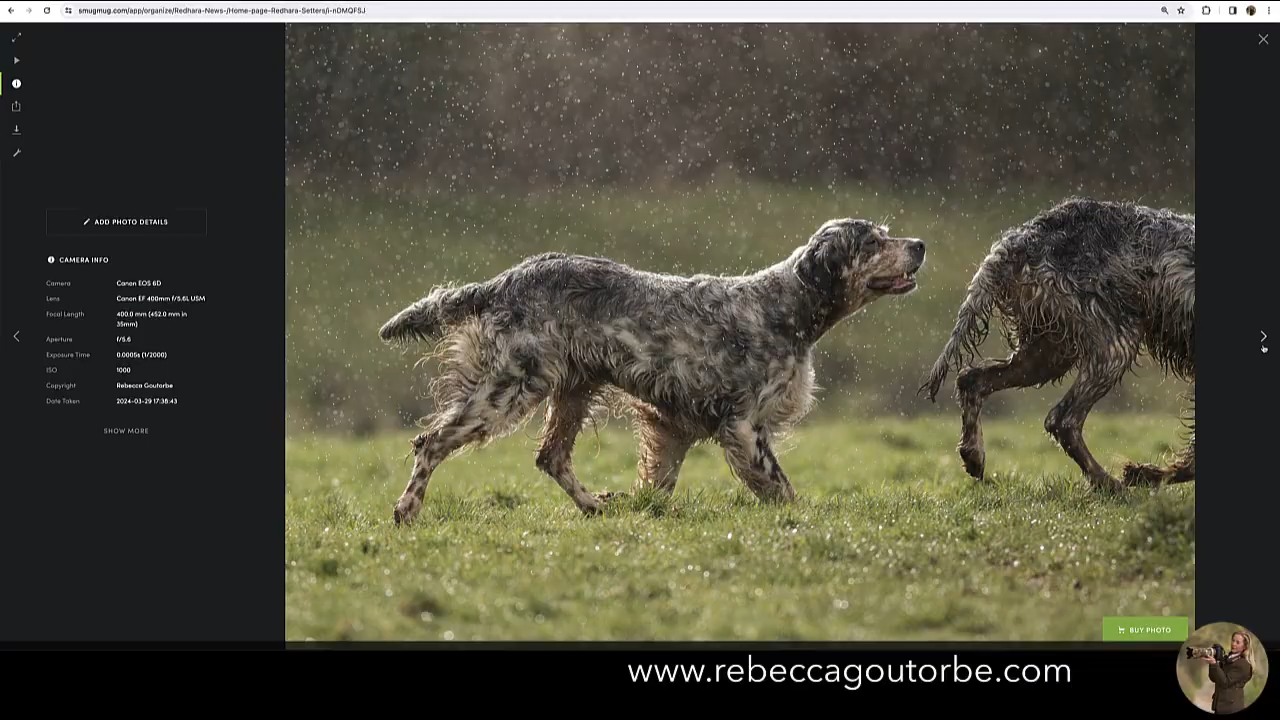 smugmug.com/app/organize/Redhara-News-/Home-page-Redhara-Setters/i-nDMQFSJ
ADD PHOTO DETAILS
CAMERA INFO
Camera Canon EOS 6D
Lens Canon EF 400mm f/5.6L USM
Focal Length 400.0 mm (452.0 mm in
35mm)
Aperture f/5.6
Exposure Time 0.0005s (1/2000)
ISO 1000
Copyright Rebecca Goutorbe
Date Taken 2024-03-29 17:38:43
SHOW MORE
BUY PHOTO
www.rebeccagoutorbe.com